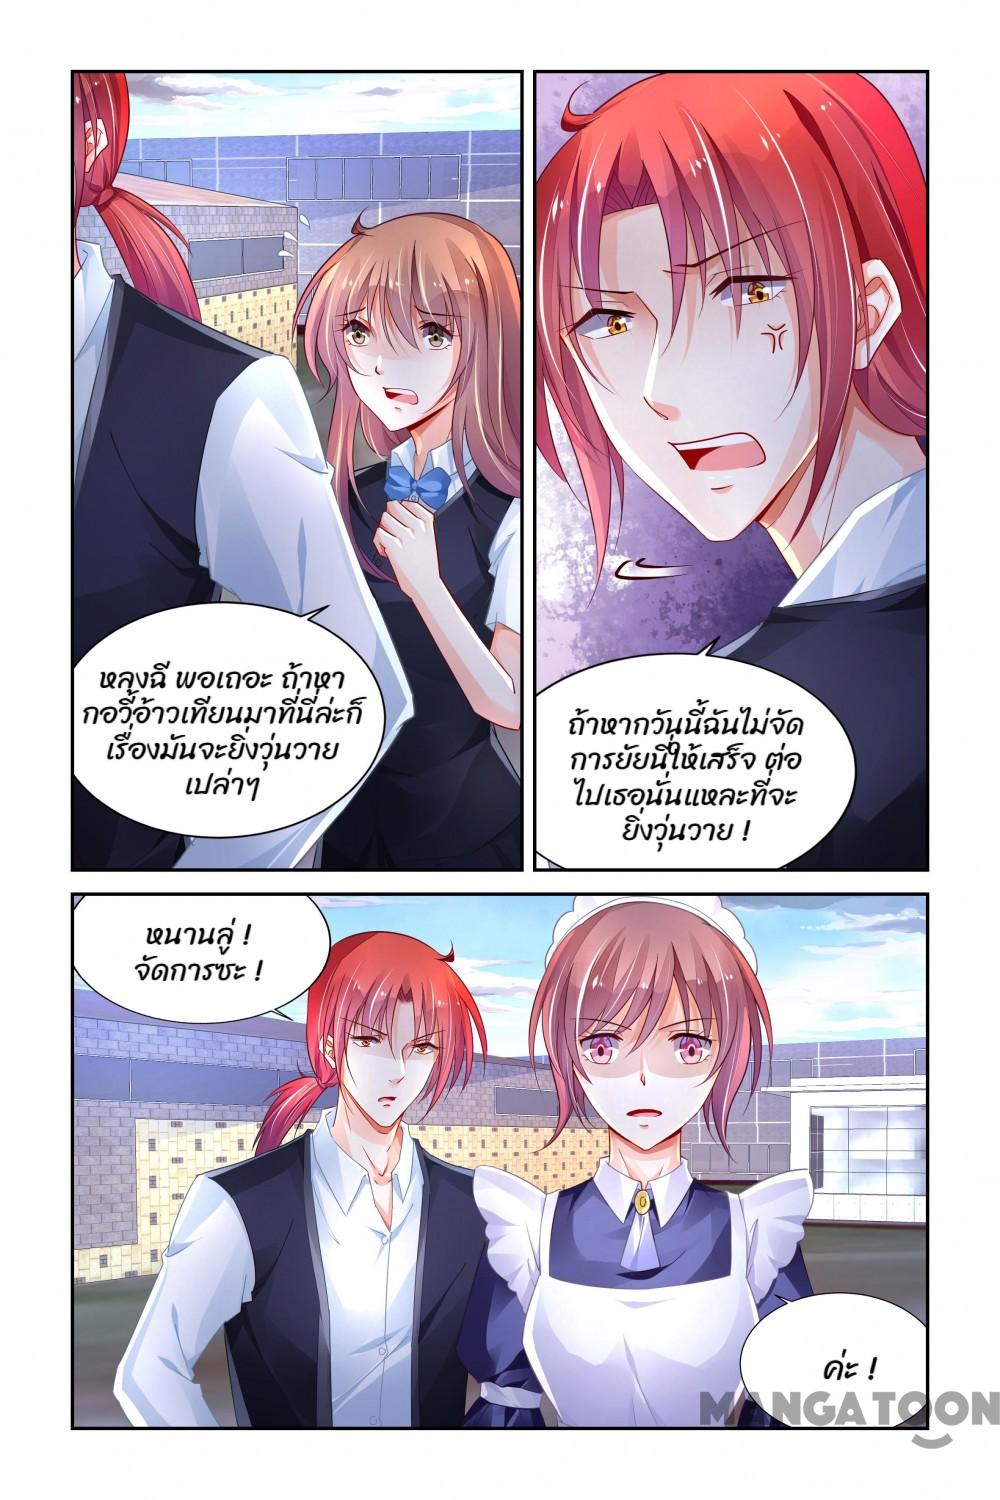 หลงฉี พอเถอะ ถ้าหา
กอวี้อ้าวเทียนมาที่นี่ล่ะก็
เรื่องมันจะยิ่งวุ่นวาย
เปล่าๆ
ถ้าหากวันนี้ฉันไม่จัด
การยัยนี่ให้เสร็จ ต่อ
ไปเธอนั่นแหละที่จะ
ยิ่งวุ่นวาย !
หนานลู่ !
จัดการซะ !
ค่ะ !
MANGATOON